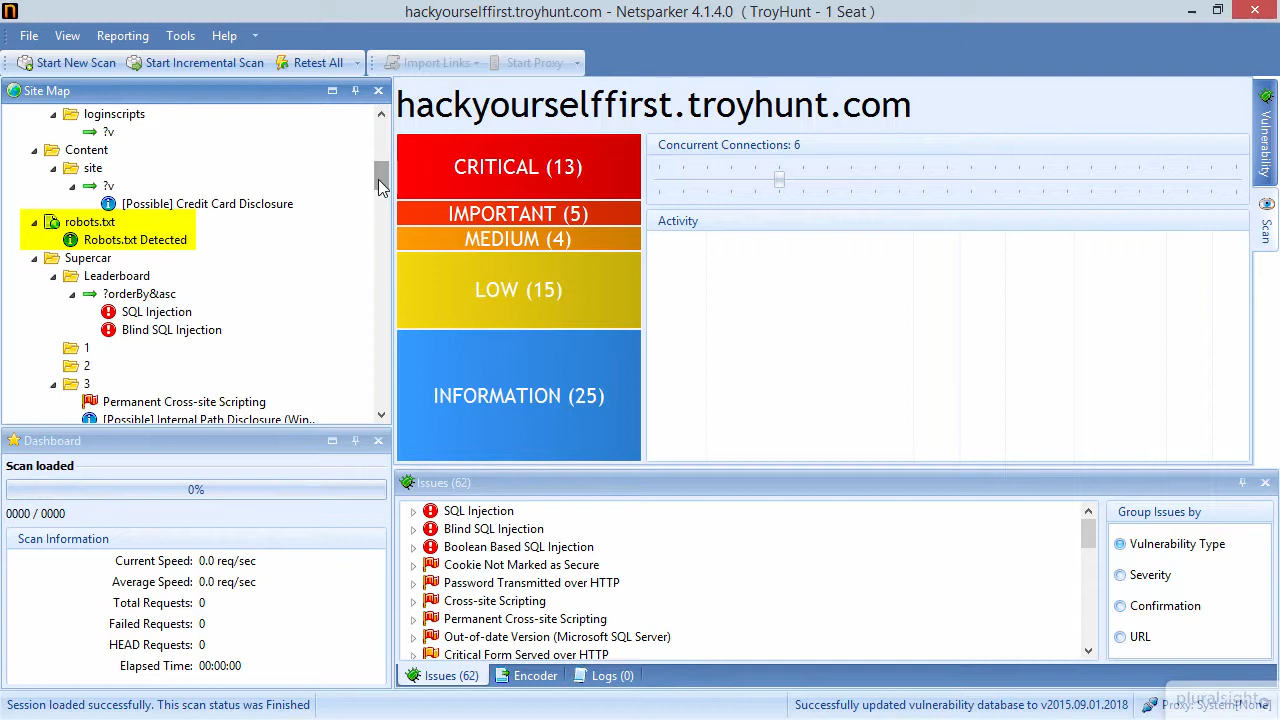 hackyourselffirst.troyhunt.com - Netsparker 4.1.4.0 ( TroyHunt - 1 Seat )
File View Reporting Tools Help
Start New Scan Start Incremental Scan Retest All Import Links Start Proxy
Site Map
loginscripts
?v
Content
site
?v
[Possible] Credit Card Disclosure
robots.txt
Robots.txt Detected
Supercar
Leaderboard
?orderBy&asc
SQL Injection
Blind SQL Injection
1
2
3
Permanent Cross-site Scripting
[Possible] Internal Path Disclosure (Win...
Dashboard
Scan loaded
0%
0000 / 0000
Scan Information
Current Speed: 0.0 req/sec
Average Speed: 0.0 req/sec
Total Requests: 0
Failed Requests: 0
HEAD Requests: 0
Elapsed Time: 00:00:00
hackyourselffirst.troyhunt.com
CRITICAL (13)
IMPORTANT (5)
MEDIUM (4)
LOW (15)
INFORMATION (25)
Concurrent Connections: 6
Activity
Vulnerability
Scan
Issues (62)
SQL Injection
Blind SQL Injection
Boolean Based SQL Injection
Cookie Not Marked as Secure
Password Transmitted over HTTP
Cross-site Scripting
Permanent Cross-site Scripting
Out-of-date Version (Microsoft SQL Server)
Critical Form Served over HTTP
Group Issues by
Vulnerability Type
Severity
Confirmation
URL
Issues (62) Encoder Logs (0)
Session loaded successfully. This scan status was Finished
Successfully updated vulnerability database to v2015.09.01.2018
Proxy: System[None]
pluralsight